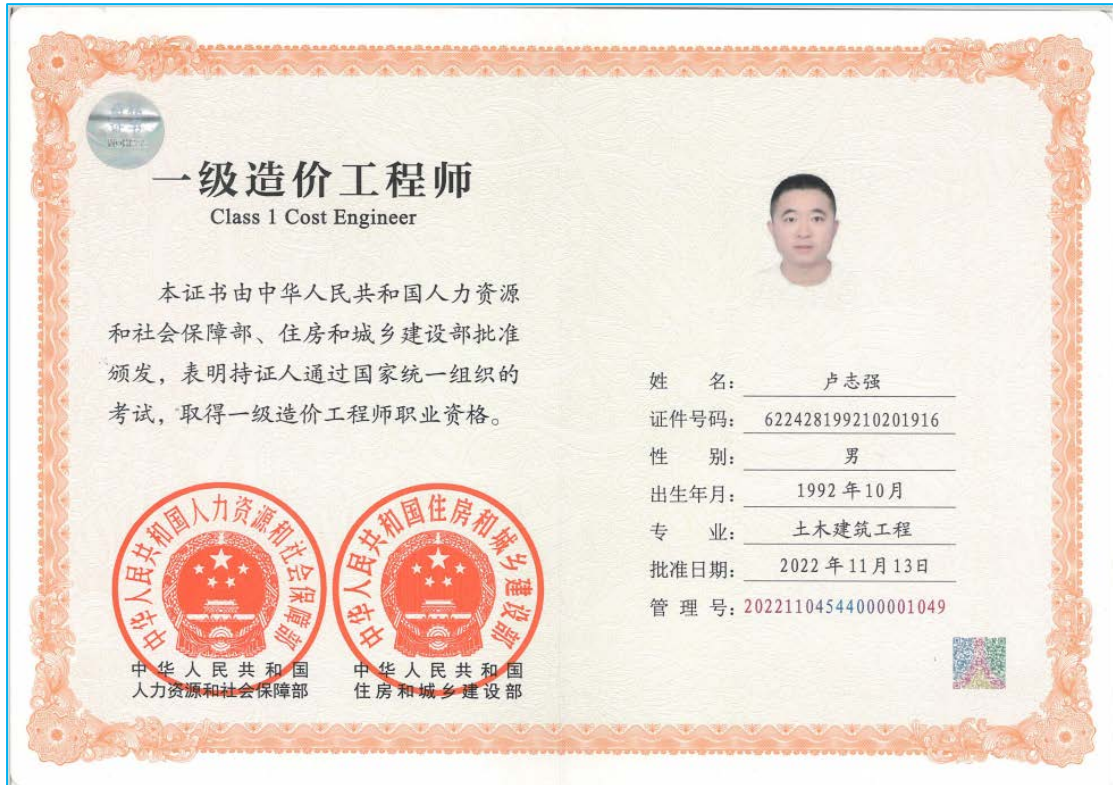 一级造价工程师
Class 1 Cost Engineer
本证书由中华人民共和国人力资源
和社会保障部、住房和城乡建设部批准
颁发，表明持证人通过国家统一组织的
考试，取得一级造价工程师职业资格。
中华人民共和国人力资源和社会保障部
中华人民共和国住房和城乡建设部
中华人民共和国
人力资源和社会保障部
中华人民共和国
住房和城乡建设部
姓 名： 卢志强
证件号码： 622428199210201916
性 别： 男
出生年月： 1992年10月
专 业： 土木建筑工程
批准日期： 2022年11月13日
管 理 号：20221104544000001049